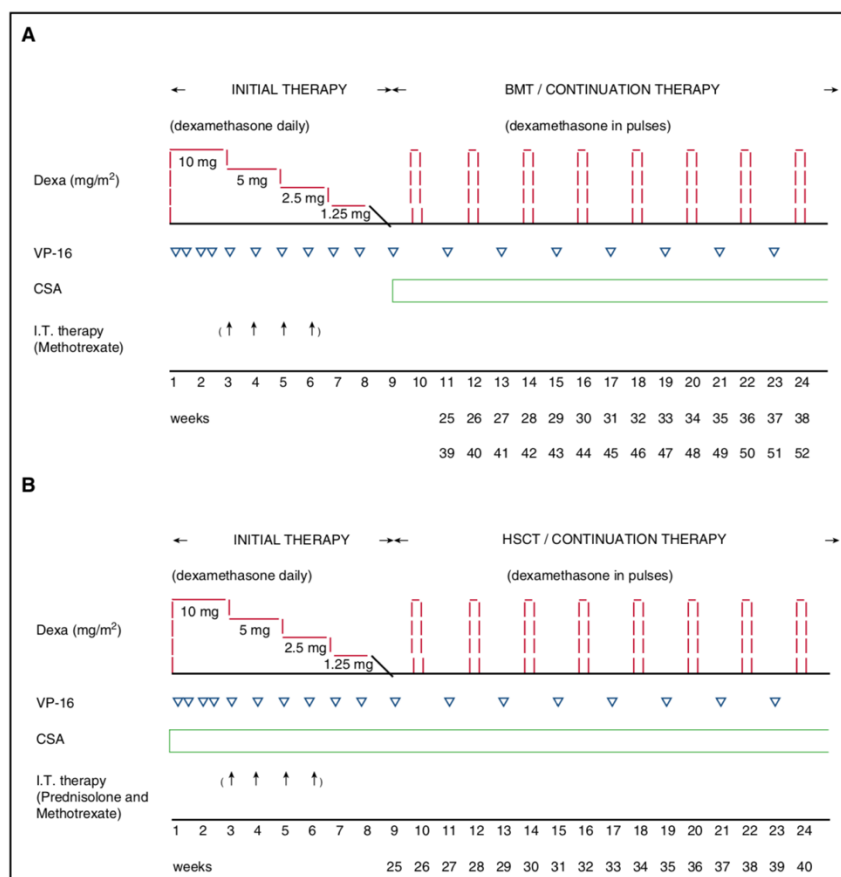 A
INITIAL THERAPY BMT / CONTINUATION THERAPY
(dexamethasone daily) (dexamethasone in pulses)
Dexa (mg/m²)
10 mg
5 mg
2.5 mg
1.25 mg
VP-16
CSA
I.T. therapy
(Methotrexate)
( )
1 2 3 4 5 6 7 8 9 10 11 12 13 14 15 16 17 18 19 20 21 22 23 24
weeks 25 26 27 28 29 30 31 32 33 34 35 36 37 38
39 40 41 42 43 44 45 46 47 48 49 50 51 52
B
INITIAL THERAPY HSCT / CONTINUATION THERAPY
(dexamethasone daily) (dexamethasone in pulses)
Dexa (mg/m²)
10 mg
5 mg
2.5 mg
1.25 mg
VP-16
CSA
I.T. therapy
(Prednisolone and
Methotrexate)
( )
1 2 3 4 5 6 7 8 9 10 11 12 13 14 15 16 17 18 19 20 21 22 23 24
weeks 25 26 27 28 29 30 31 32 33 34 35 36 37 38 39 40